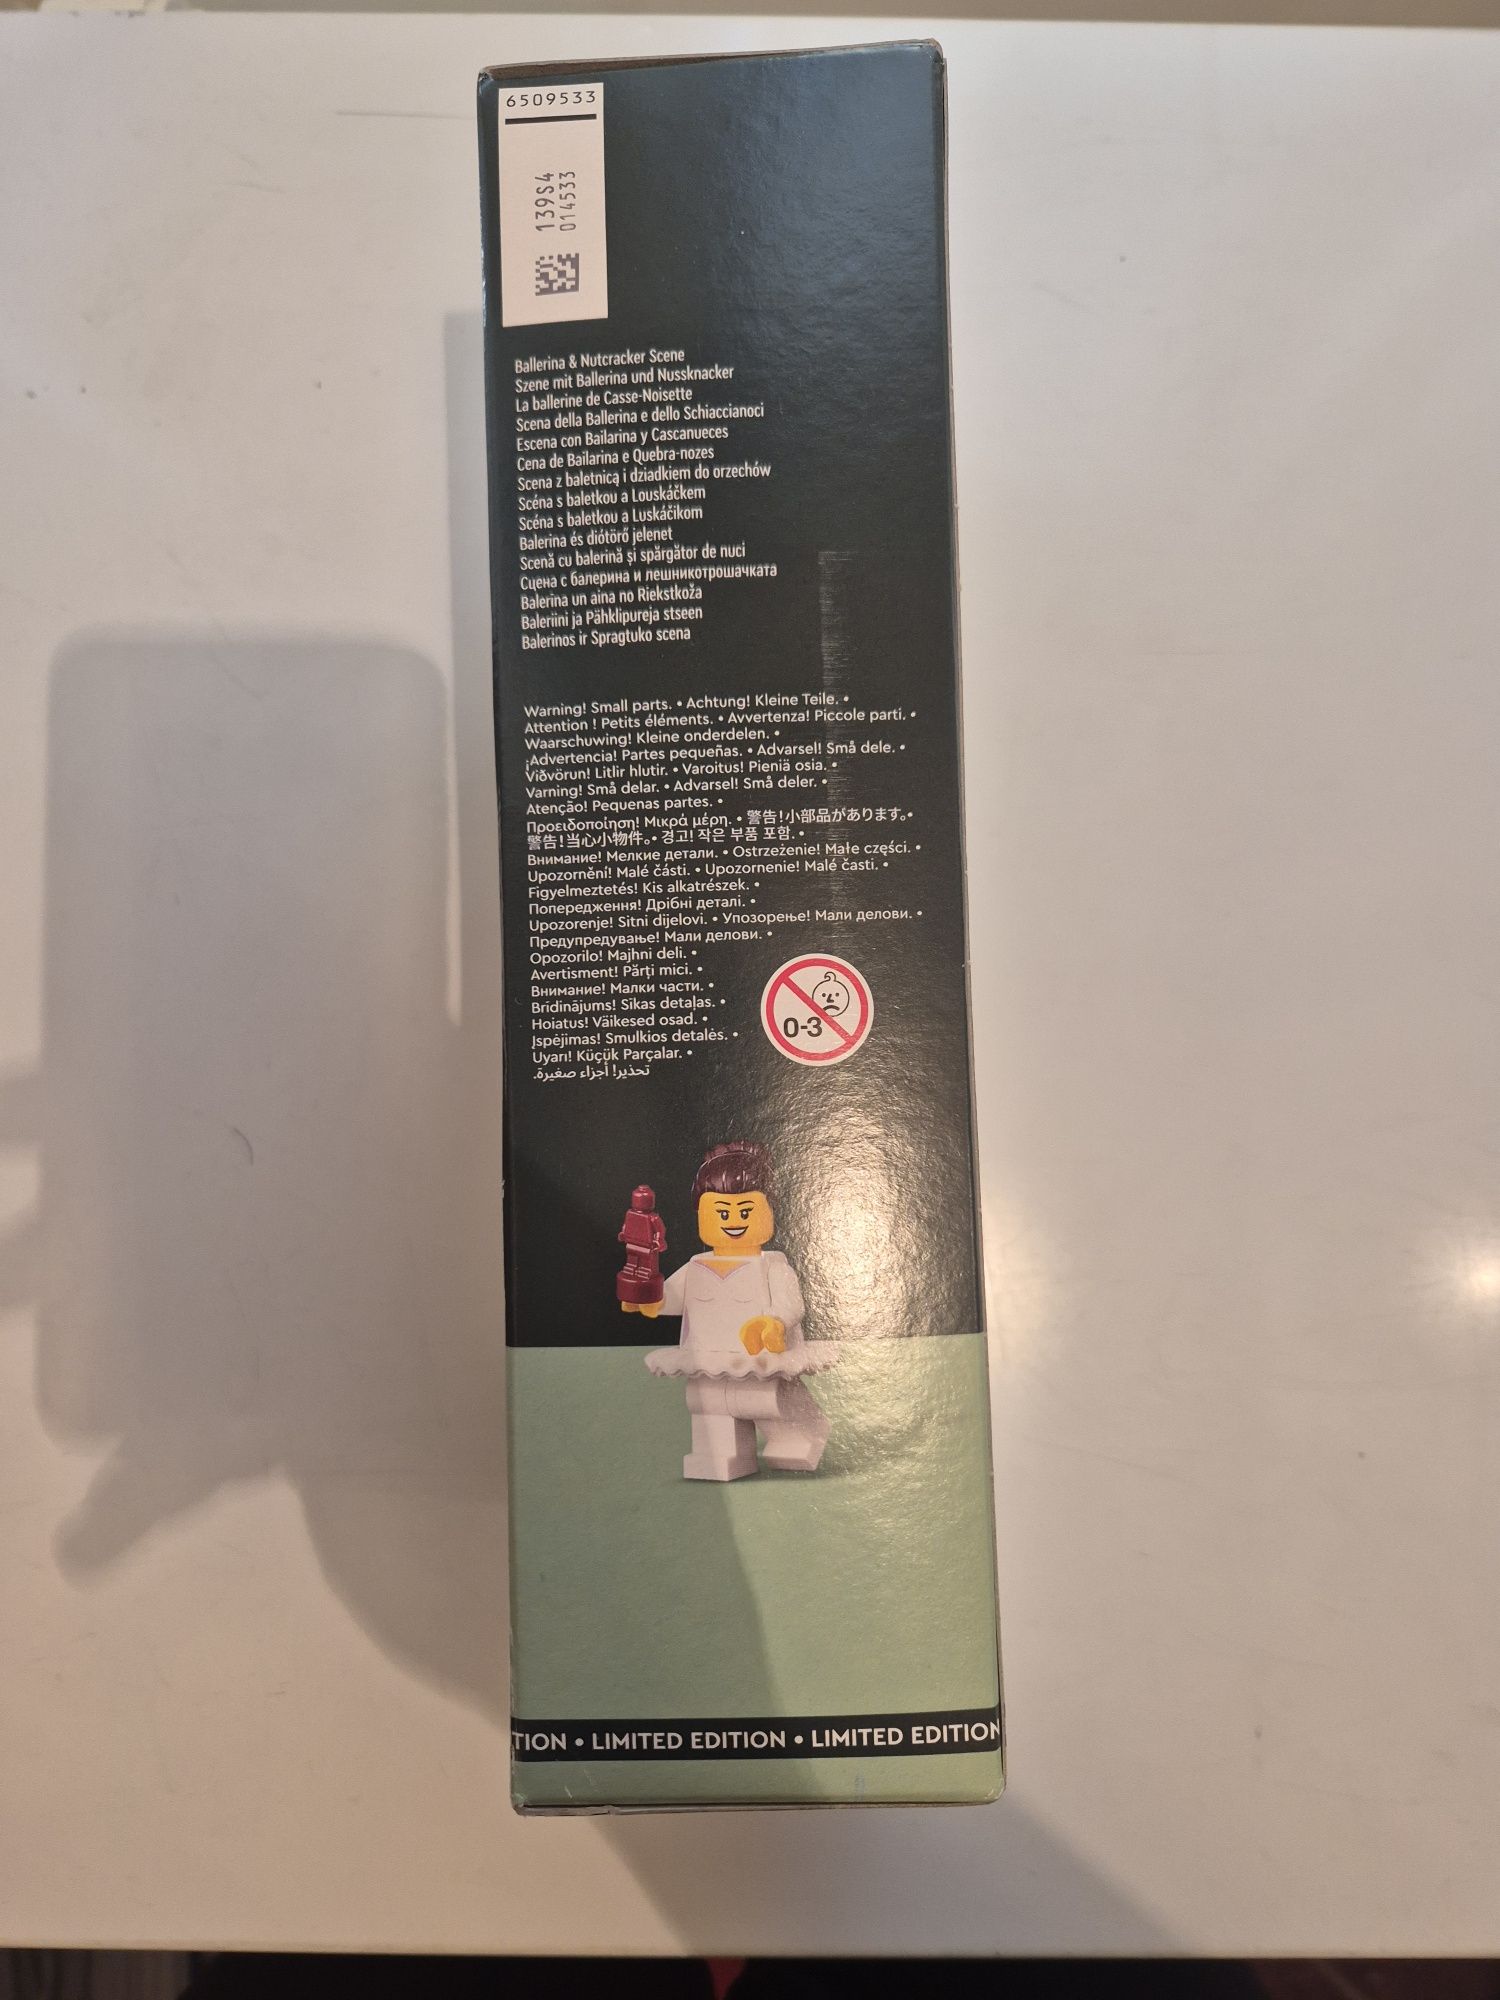 6509533
139S4
014533
Ballerina & Nutcracker Scene
Szene mit Ballerina und Nussknacker
La ballerine de Casse-Noisette
Scena della Ballerina e dello Schiaccianoci
Escena con Bailarina y Cascanueces
Cena de Bailarina e Quebra-nozes
Scena z baletnicą i dziadkiem do orzechów
Scéna s baletkou a Louskáčkem
Scéna s baletkou a Luskáčikom
Balerina és diótörő jelenet
Scenă cu balerină și spărgător de nuci
Сцена с балерина и лешникотрошачката
Balerīna un aina no Riekstkoža
Baleriini ja Pähklipureja stseen
Balerinos ir Spragtuko scena
Warning! Small parts. • Achtung! Kleine Teile. •
Attention ! Petits éléments. • Avvertenza! Piccole parti. •
Waarschuwing! Kleine onderdelen. •
¡Advertencia! Partes pequeñas. • Advarsel! Små dele. •
Viðvörun! Litlir hlutir. • Varoitus! Pieniä osia. •
Varning! Små delar. • Advarsel! Små deler. •
Atenção! Pequenas partes. •
Προειδοποίηση! Μικρά μέρη. • 警告!小部品があります。•
警告!当心小物件。• 경고! 작은 부품 포함. •
Внимание! Мелкие детали. • Ostrzeżenie! Małe części. •
Upozornění! Malé části. • Upozornenie! Malé časti. •
Figyelmeztetés! Kis alkatrészek. •
Попередження! Дрібні деталі. •
Upozorenje! Sitni dijelovi. • Упозорење! Мали делови. •
Предупредување! Мали делови. •
Opozorilo! Majhni deli. •
Avertisment! Părți mici. •
Внимание! Малки части. •
Brīdinājums! Sīkas detaļas. •
Hoiatus! Väikesed osad. •
Įspėjimas! Smulkios detalės. •
Uyarı! Küçük Parçalar. •
تحذير! أجزاء صغيرة.
0-3
TION • LIMITED EDITION • LIMITED EDITION